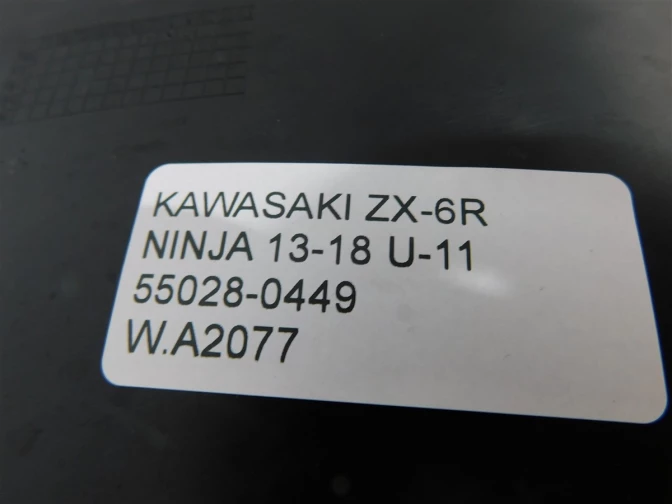 KAWASAKI ZX-6R
NINJA 13-18 U-11
55028-0449
W.A2077